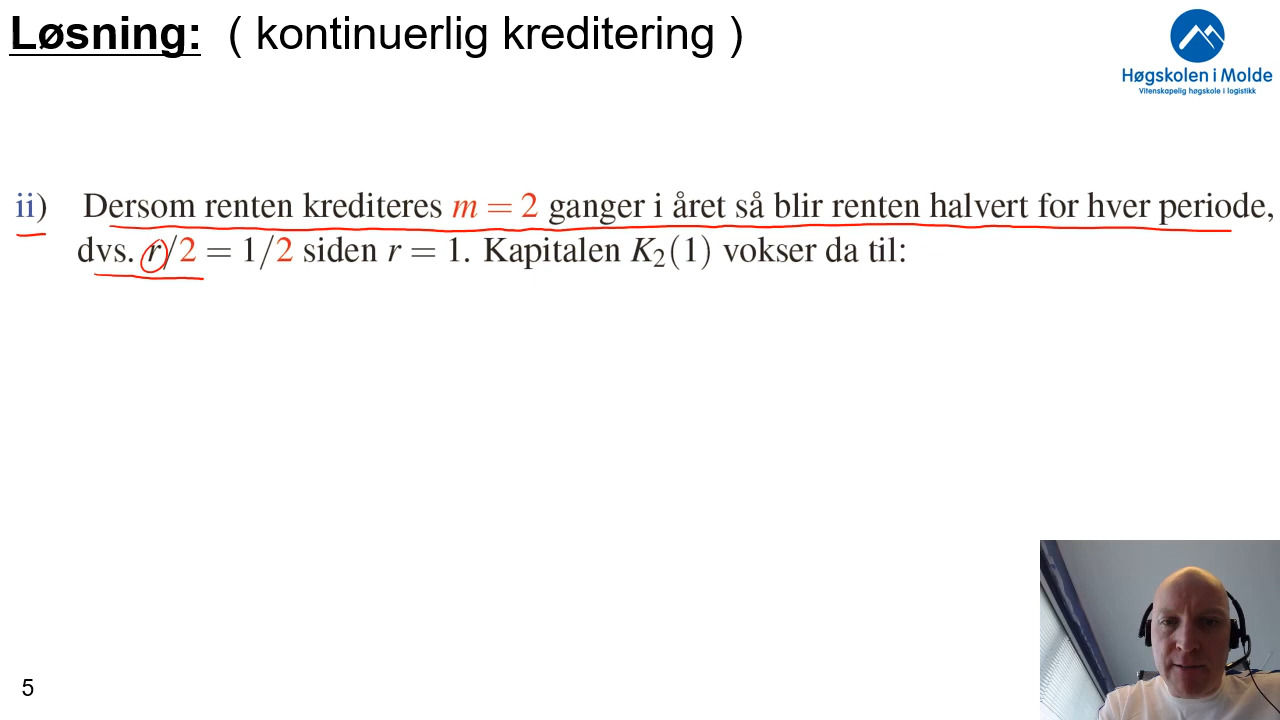 Løsning: ( kontinuerlig kreditering )
Høgskolen i Molde
Vitenskapelig høgskole i logistikk
ii) Dersom renten krediteres m = 2 ganger i året så blir renten halvert for hver periode,
dvs. r/2 = 1/2 siden r = 1. Kapitalen K₂(1) vokser da til:
5